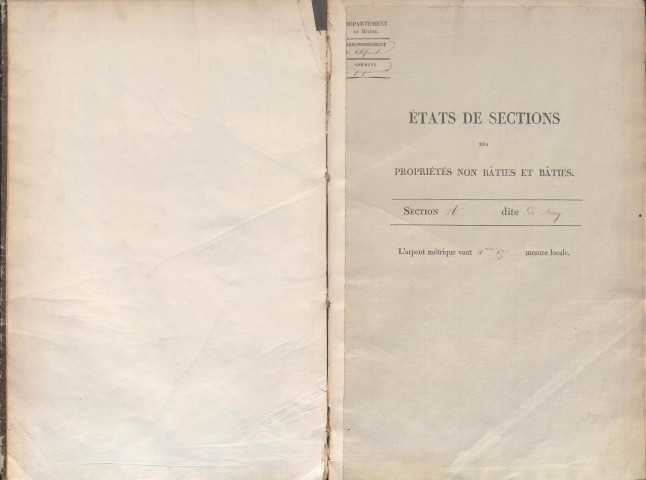 DÉPARTEMENT
DU RHÔNE.
ARRONDISSEMENT
COMMUNE
ÉTATS DE SECTIONS
DES
PROPRIÉTÉS NON BÂTIES ET BÂTIES.
SECTION A dite
L'arpent métrique vaut mesure locale.